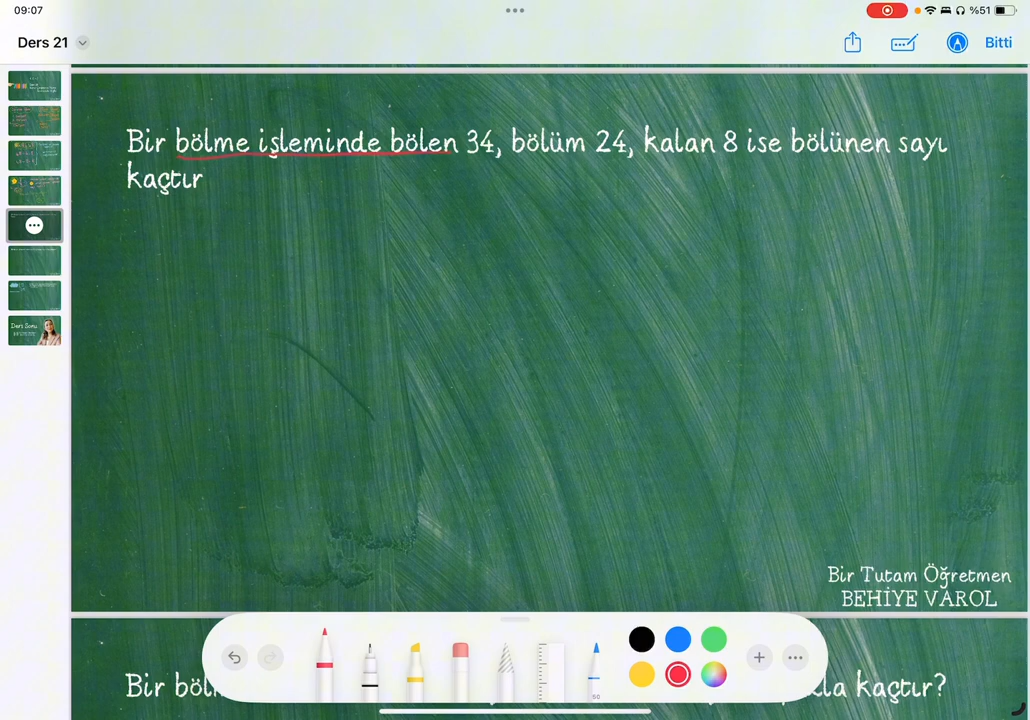 09:07
%51
Ders 21
Bitti
Bir bölme işleminde bölen 34, bölüm 24, kalan 8 ise bölünen sayı
kaçtır
Bir Tutam Öğretmen
BEHİYE VAROL
Ders Sonu
50
Bir kaçtır?